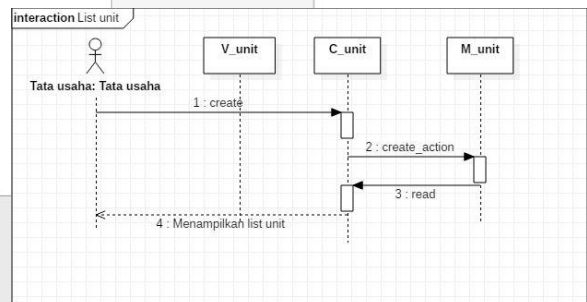 interaction List unit
V_unit
C_unit
M_unit
Tata usaha: Tata usaha
1 : create
2 : create_action
3 : read
4 : Menampilkan list unit